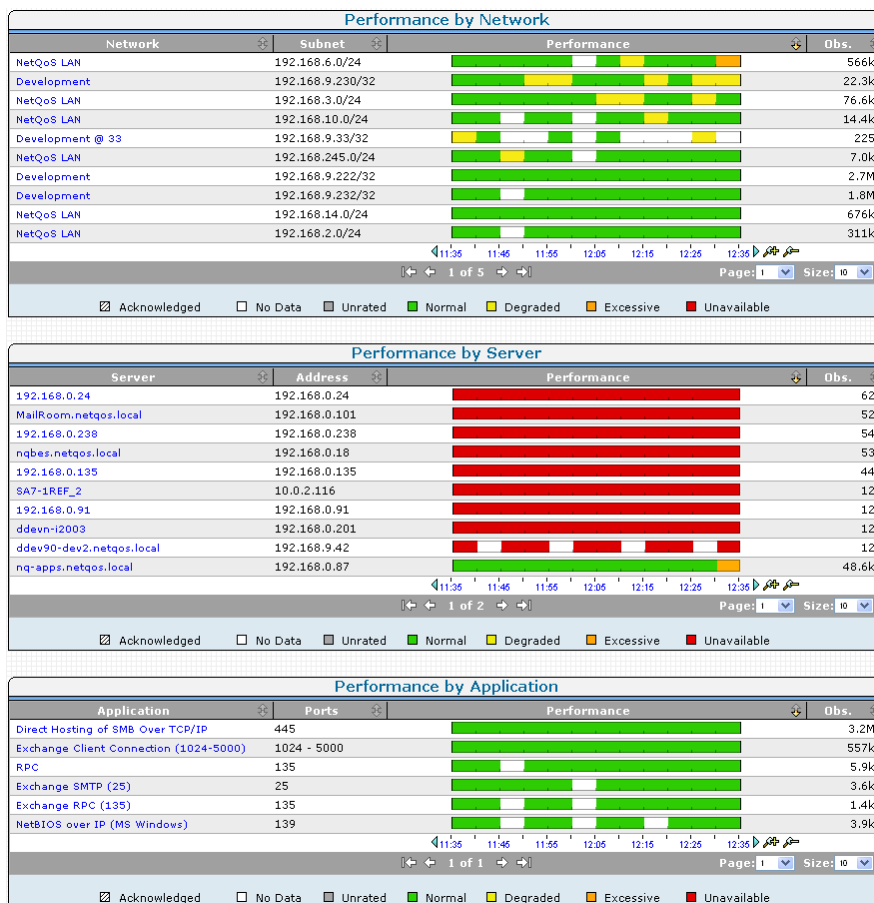 Performance by Network
Network Subnet Performance Obs.
NetQoS LAN 192.168.6.0/24 566k
Development 192.168.9.230/32 22.3k
NetQoS LAN 192.168.3.0/24 76.6k
NetQoS LAN 192.168.10.0/24 14.4k
Development @ 33 192.168.9.33/32 225
NetQoS LAN 192.168.245.0/24 7.0k
Development 192.168.9.222/32 2.7M
Development 192.168.9.232/32 1.8M
NetQoS LAN 192.168.14.0/24 676k
NetQoS LAN 192.168.2.0/24 311k
11:35 11:45 11:55 12:05 12:15 12:25 12:35
1 of 5 Page: 1 Size: 10
Acknowledged No Data Unrated Normal Degraded Excessive Unavailable
Performance by Server
Server Address Performance Obs.
192.168.0.24 192.168.0.24 62
MailRoom.netqos.local 192.168.0.101 52
192.168.0.238 192.168.0.238 54
nqbes.netqos.local 192.168.0.18 53
192.168.0.135 192.168.0.135 44
SA7-1REF_2 10.0.2.116 12
192.168.0.91 192.168.0.91 12
ddevn-i2003 192.168.0.201 12
ddev90-dev2.netqos.local 192.168.9.42 12
nq-apps.netqos.local 192.168.0.87 48.6k
11:35 11:45 11:55 12:05 12:15 12:25 12:35
1 of 2 Page: 1 Size: 10
Acknowledged No Data Unrated Normal Degraded Excessive Unavailable
Performance by Application
Application Ports Performance Obs.
Direct Hosting of SMB Over TCP/IP 445 3.2M
Exchange Client Connection (1024-5000) 1024 - 5000 557k
RPC 135 5.9k
Exchange SMTP (25) 25 3.6k
Exchange RPC (135) 135 1.4k
NetBIOS over IP (MS Windows) 139 3.9k
11:35 11:45 11:55 12:05 12:15 12:25 12:35
1 of 1 Page: 1 Size: 10
Acknowledged No Data Unrated Normal Degraded Excessive Unavailable